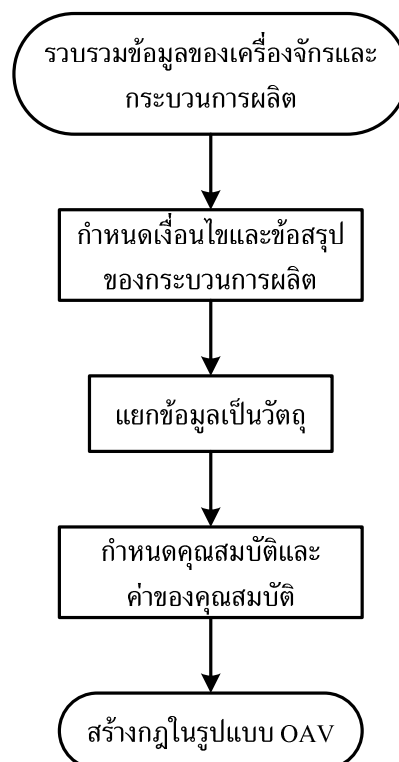 รวบรวมข้อมูลของเครื่องจักรและ
กระบวนการผลิต
กำหนดเงื่อนไขและข้อสรุป
ของกระบวนการผลิต
แยกข้อมูลเป็นวัตถุ
กำหนดคุณสมบัติและ
ค่าของคุณสมบัติ
สร้างกฎในรูปแบบ OAV